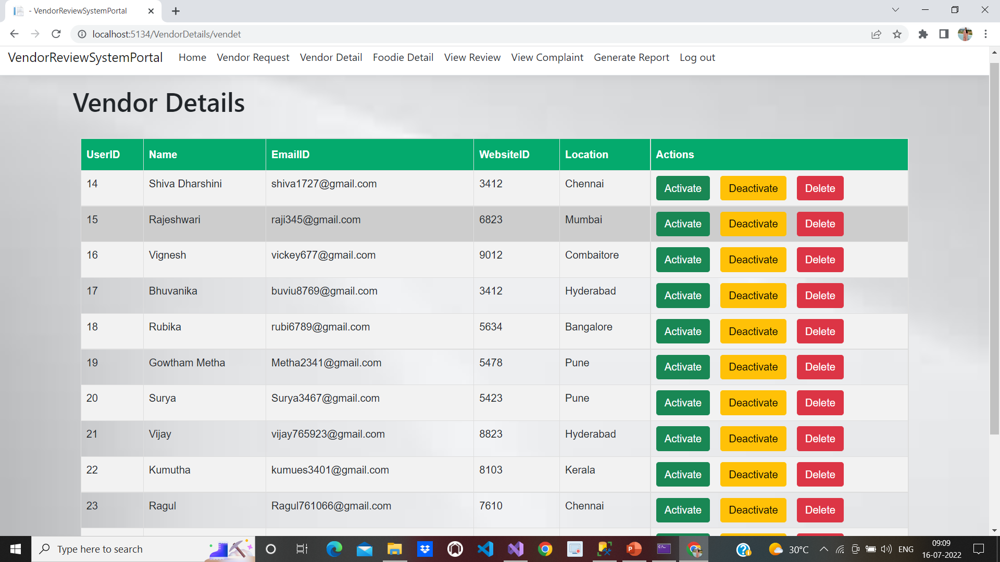 - VendorReviewSystemPortal
localhost:5134/VendorDetails/vendet
VendorReviewSystemPortal Home Vendor Request Vendor Detail Foodie Detail View Review View Complaint Generate Report Log out
Vendor Details
UserID Name EmailID WebsiteID Location Actions
14 Shiva Dharshini shiva1727@gmail.com 3412 Chennai Activate Deactivate Delete
15 Rajeshwari raji345@gmail.com 6823 Mumbai Activate Deactivate Delete
16 Vignesh vickey677@gmail.com 9012 Combaitore Activate Deactivate Delete
17 Bhuvanika buviu8769@gmail.com 3412 Hyderabad Activate Deactivate Delete
18 Rubika rubi6789@gmail.com 5634 Bangalore Activate Deactivate Delete
19 Gowtham Metha Metha2341@gmail.com 5478 Pune Activate Deactivate Delete
20 Surya Surya3467@gmail.com 5423 Pune Activate Deactivate Delete
21 Vijay vijay765923@gmail.com 8823 Hyderabad Activate Deactivate Delete
22 Kumutha kumues3401@gmail.com 8103 Kerala Activate Deactivate Delete
23 Ragul Ragul761066@gmail.com 7610 Chennai Activate Deactivate Delete
Type here to search
30°C
ENG
09:09
16-07-2022